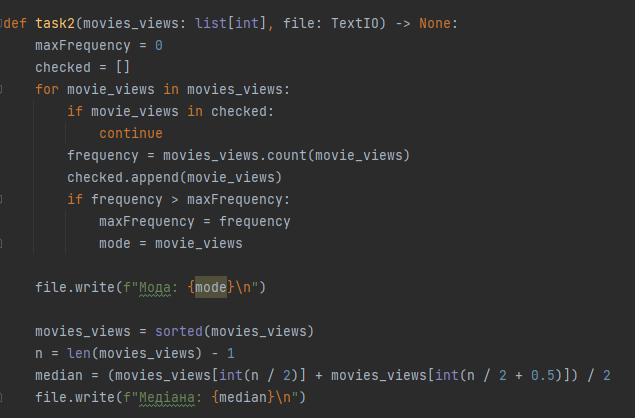 def task2(movies_views: list[int], file: TextIO) -> None:
    maxFrequency = 0
    checked = []
    for movie_views in movies_views:
        if movie_views in checked:
            continue
        frequency = movies_views.count(movie_views)
        checked.append(movie_views)
        if frequency > maxFrequency:
            maxFrequency = frequency
            mode = movie_views
    file.write(f"Мода: {mode}\n")
    movies_views = sorted(movies_views)
    n = len(movies_views) - 1
    median = (movies_views[int(n / 2)] + movies_views[int(n / 2 + 0.5)]) / 2
    file.write(f"Медіана: {median}\n")